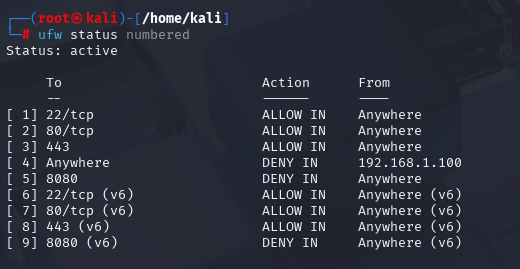 ┌──(root㉿kali)-[/home/kali]
└─# ufw status numbered
Status: active

     To                         Action      From
     --                         ------      ----
[ 1] 22/tcp                     ALLOW IN    Anywhere
[ 2] 80/tcp                     ALLOW IN    Anywhere
[ 3] 443                        ALLOW IN    Anywhere
[ 4] Anywhere                   DENY IN     192.168.1.100
[ 5] 8080                       DENY IN     Anywhere
[ 6] 22/tcp (v6)                ALLOW IN    Anywhere (v6)
[ 7] 80/tcp (v6)                ALLOW IN    Anywhere (v6)
[ 8] 443 (v6)                   ALLOW IN    Anywhere (v6)
[ 9] 8080 (v6)                  DENY IN     Anywhere (v6)